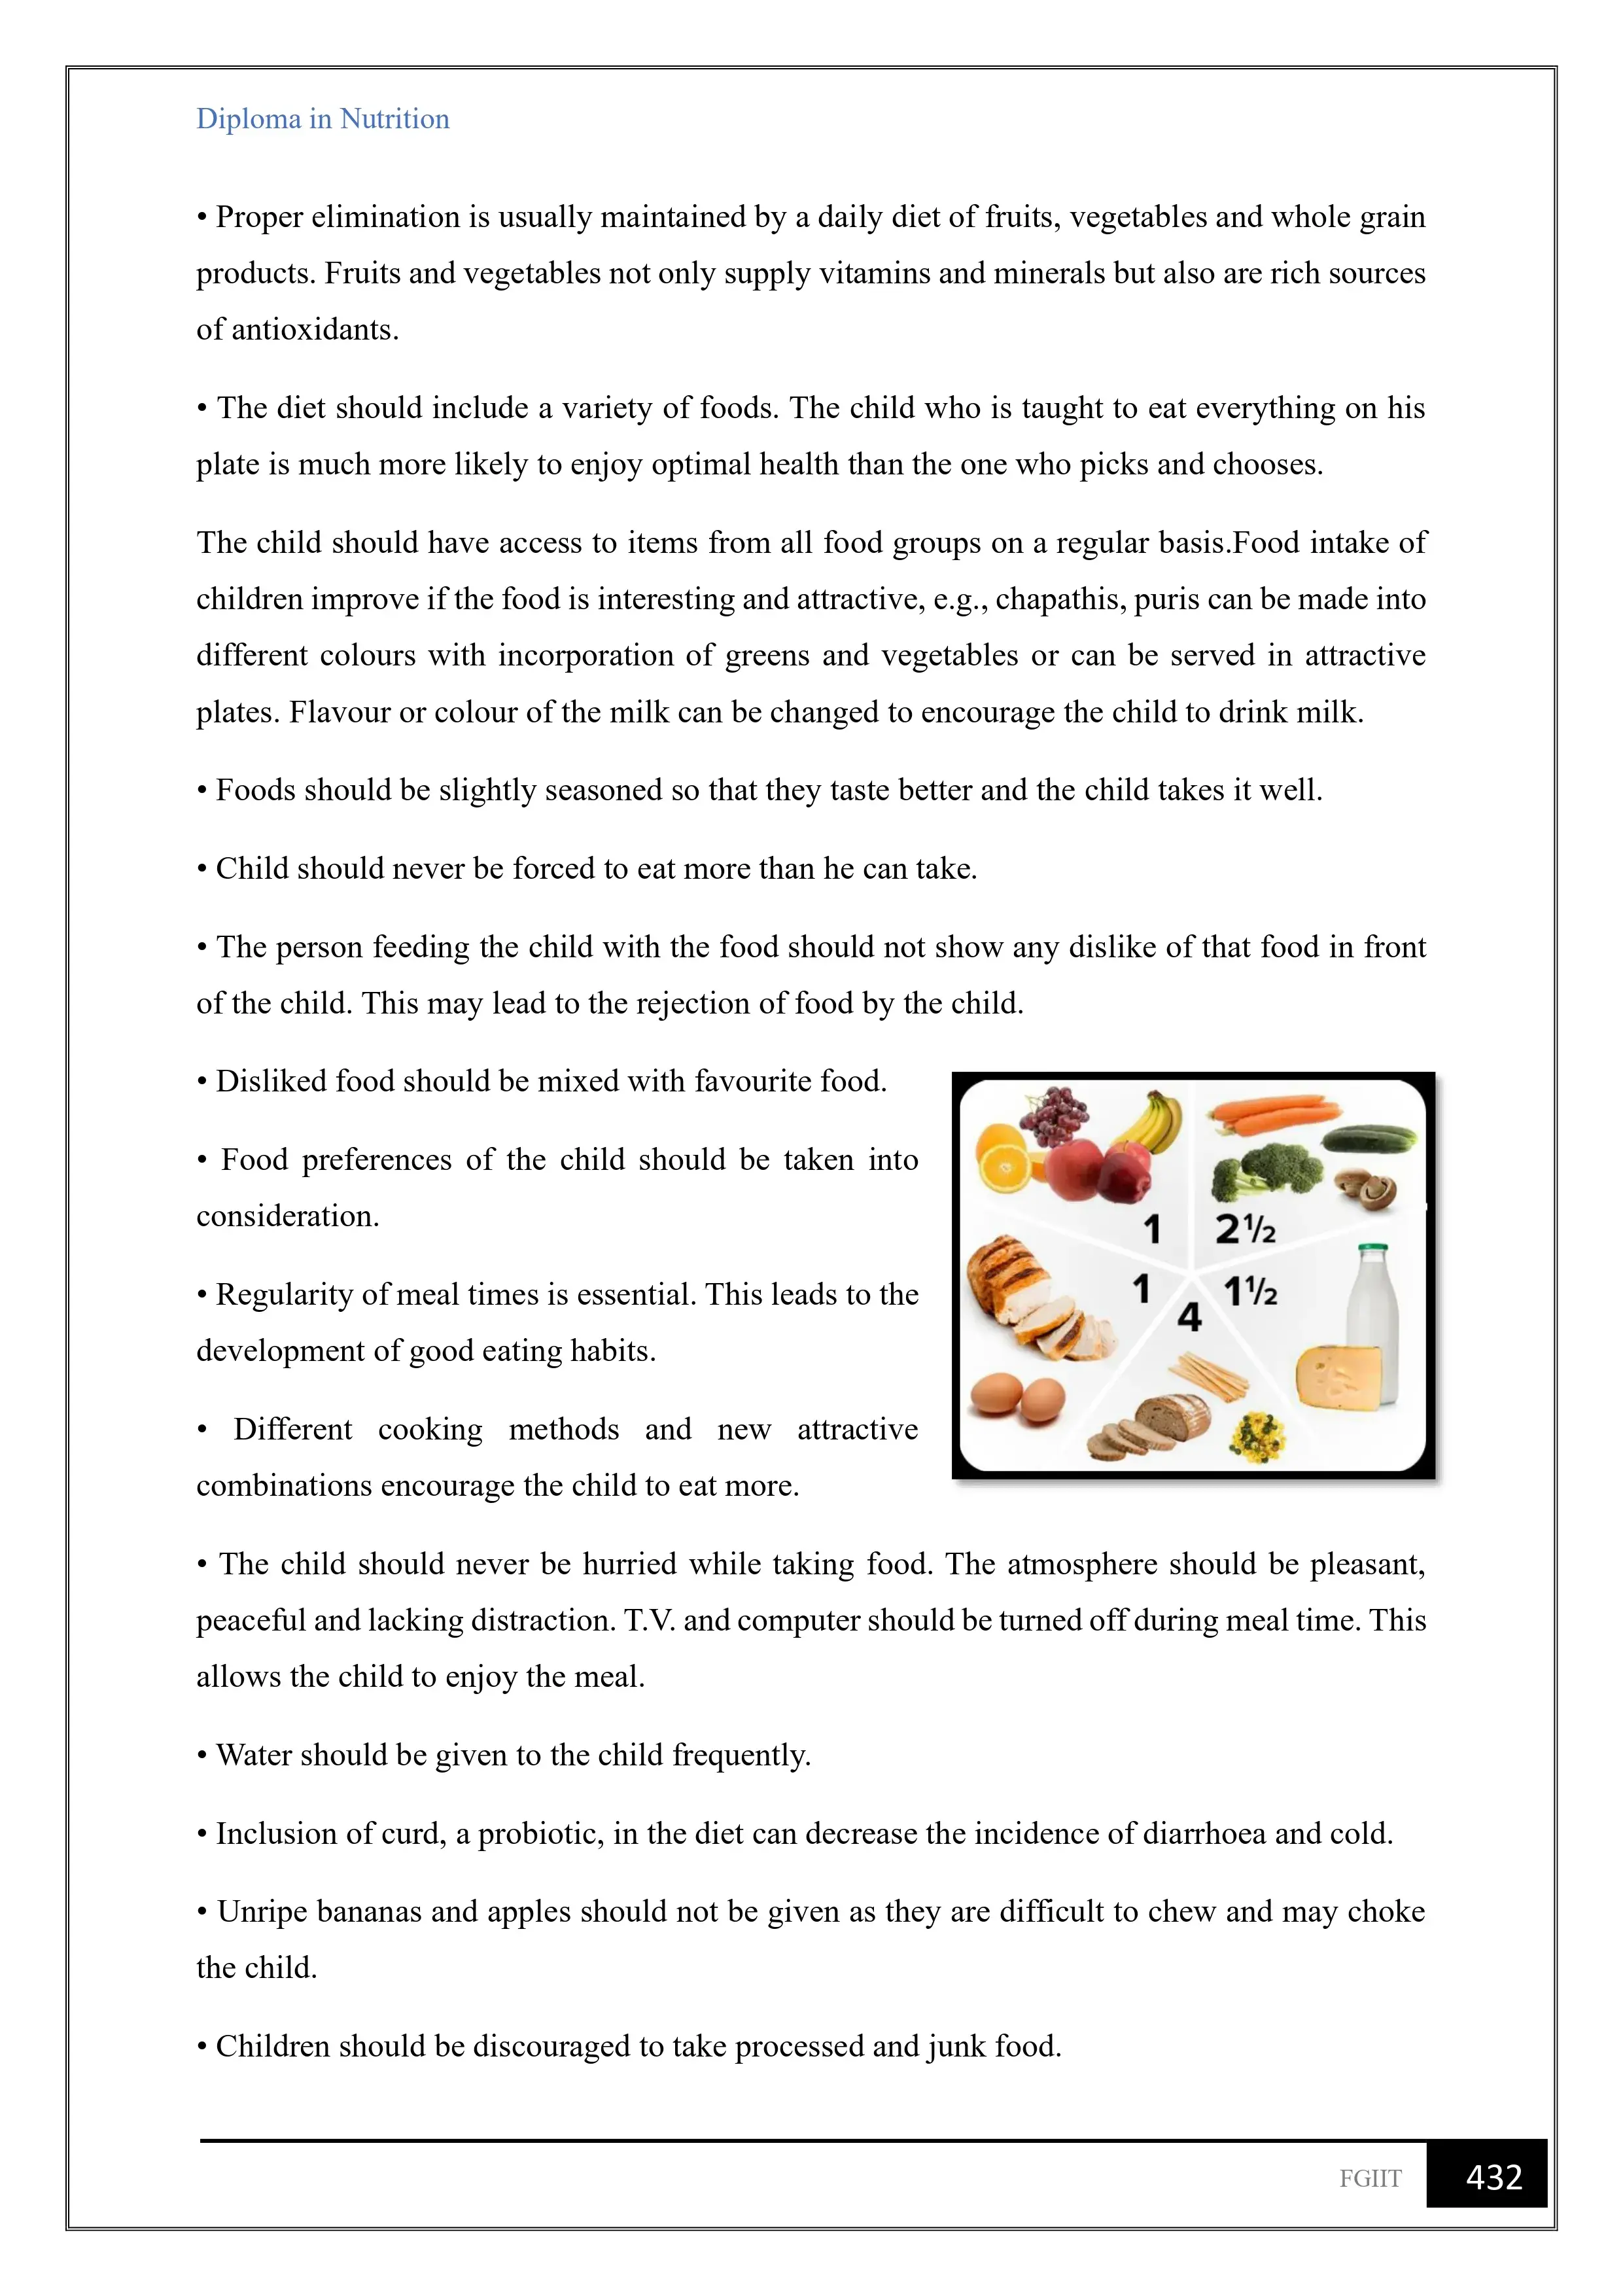 Diploma in Nutrition
• Proper elimination is usually maintained by a daily diet of fruits, vegetables and whole grain
products. Fruits and vegetables not only supply vitamins and minerals but also are rich sources
of antioxidants.
• The diet should include a variety of foods. The child who is taught to eat everything on his
plate is much more likely to enjoy optimal health than the one who picks and chooses.
The child should have access to items from all food groups on a regular basis.Food intake of
children improve if the food is interesting and attractive, e.g., chapathis, puris can be made into
different colours with incorporation of greens and vegetables or can be served in attractive
plates. Flavour or colour of the milk can be changed to encourage the child to drink milk.
• Foods should be slightly seasoned so that they taste better and the child takes it well.
• Child should never be forced to eat more than he can take.
• The person feeding the child with the food should not show any dislike of that food in front
of the child. This may lead to the rejection of food by the child.
• Disliked food should be mixed with favourite food.
• Food preferences of the child should be taken into
consideration.
• Regularity of meal times is essential. This leads to the
development of good eating habits.
• Different cooking methods and new attractive
combinations encourage the child to eat more.
1 2½
1 1½
4
• The child should never be hurried while taking food. The atmosphere should be pleasant,
peaceful and lacking distraction. T.V. and computer should be turned off during meal time. This
allows the child to enjoy the meal.
• Water should be given to the child frequently.
• Inclusion of curd, a probiotic, in the diet can decrease the incidence of diarrhoea and cold.
• Unripe bananas and apples should not be given as they are difficult to chew and may choke
the child.
• Children should be discouraged to take processed and junk food.
FGIIT 432